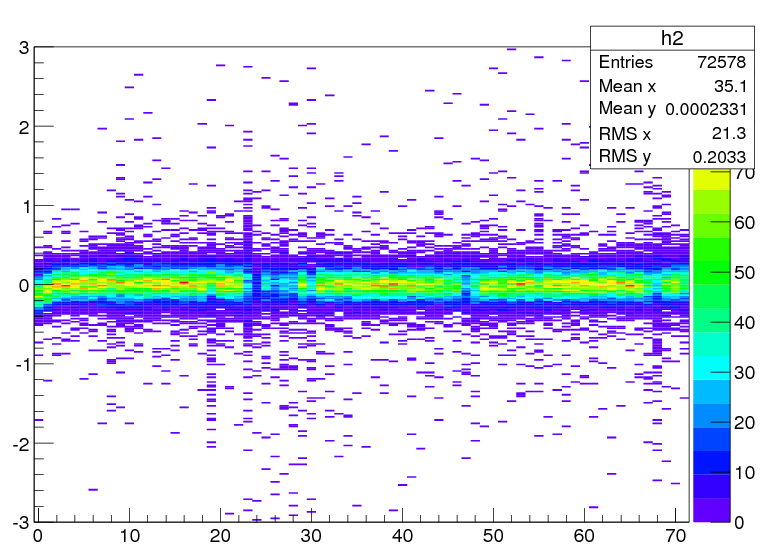 h2
Entries 72578
Mean x 35.1
Mean y 0.0002331
RMS x 21.3
RMS y 0.2033
3
2
1
0
-1
-2
-3
0 10 20 30 40 50 60 70
70
60
50
40
30
20
10
0